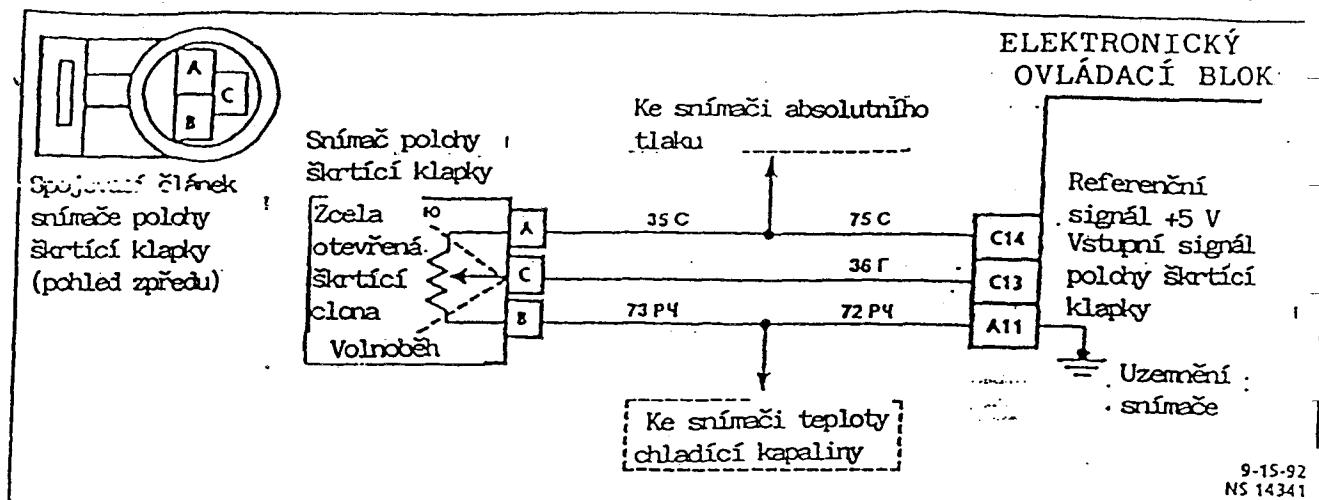 ELEKTRONICKÝ
OVLÁDACÍ BLOK
A
C
B
Spojovací článek
snímače polohy
škrtící klapky
(pohled zpředu)
Snímač polohy
škrtící klapky
Zcela
otevřená
škrtící
clona
Volnoběh
Ю
A
C
B
Ke snímači absolutního
tlaku
35 С
75 С
36 Г
73 РЧ
72 РЧ
C14
C13
A11
Referenční
signál +5 V
Vstupní signál
polohy škrtící
klapky
Uzemnění
snímače
Ke snímači teploty
chladící kapaliny
9-15-92
NS 14341